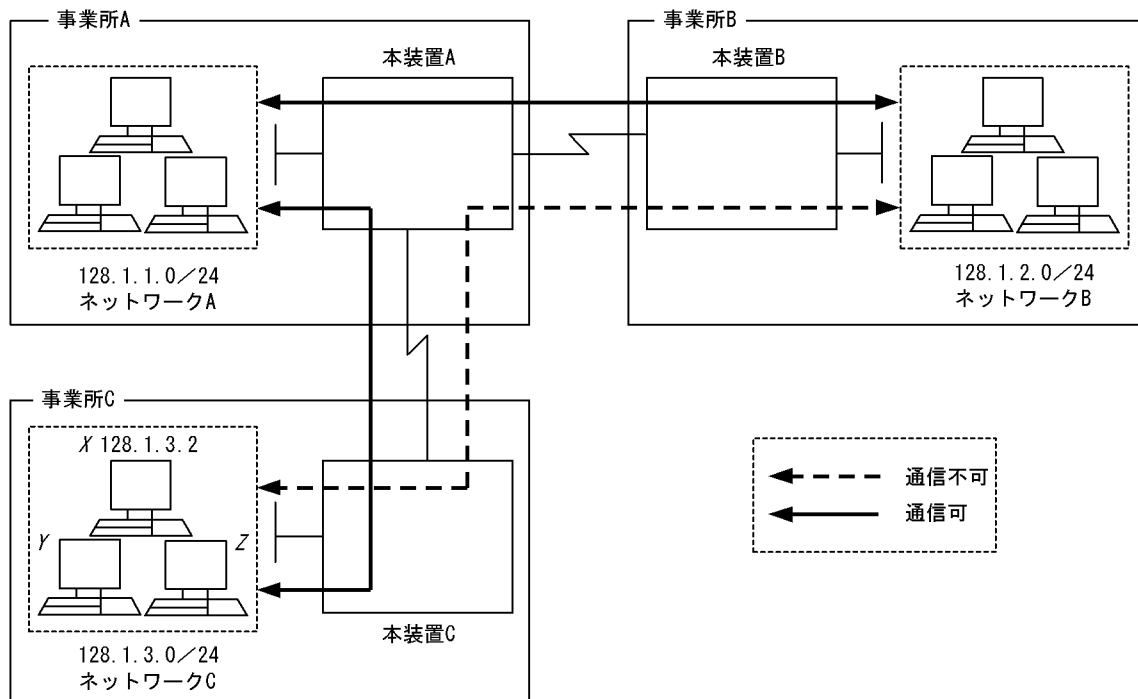 事業所A
本装置A
128.1.1.0／24
ネットワークA
事業所B
本装置B
128.1.2.0／24
ネットワークB
事業所C
X 128.1.3.2
Y
Z
本装置C
128.1.3.0／24
ネットワークC
通信不可
通信可